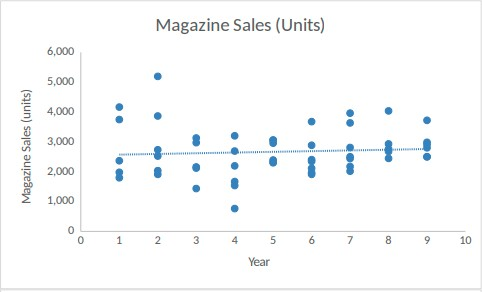 Magazine Sales (Units)
Magazine Sales (units)
6,000
5,000
4,000
3,000
2,000
1,000
0
0 1 2 3 4 5 6 7 8 9 10
Year